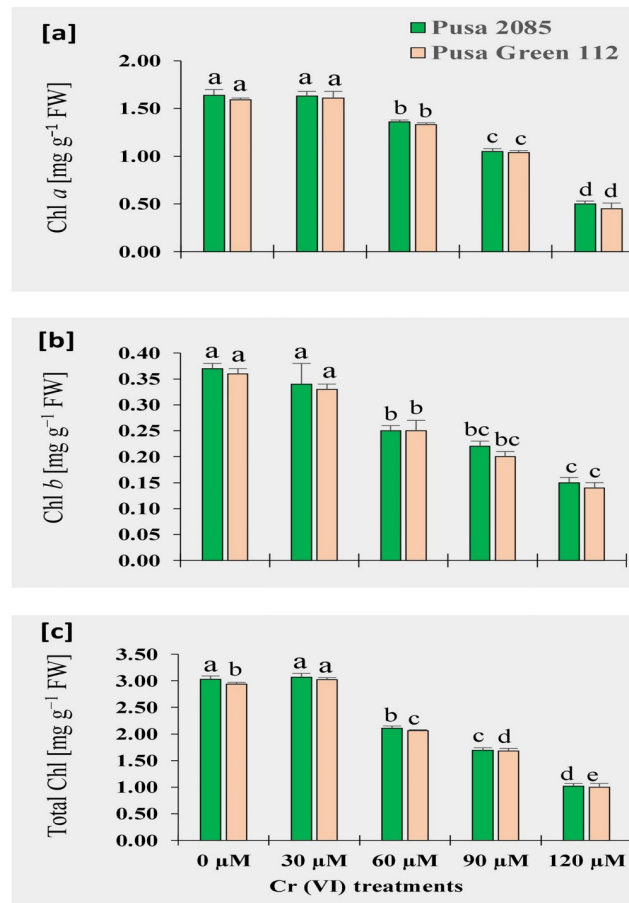 [a]
Pusa 2085
Pusa Green 112
Chl a [mg g⁻¹ FW]
2.00
1.50
1.00
0.50
0.00
a a a a b b c c d d
[b]
Chl b [mg g⁻¹ FW]
0.40
0.35
0.30
0.25
0.20
0.15
0.10
0.05
0.00
a a a a b b bc bc c c
[c]
Total Chl [mg g⁻¹ FW]
3.50
3.00
2.50
2.00
1.50
1.00
0.50
0.00
a b a a b c c d d e
0 µM 30 µM 60 µM 90 µM 120 µM
Cr (VI) treatments